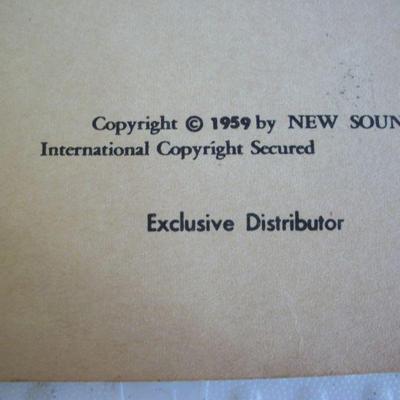 Copyright © 1959 by NEW SOUN
International Copyright Secured
Exclusive Distributor